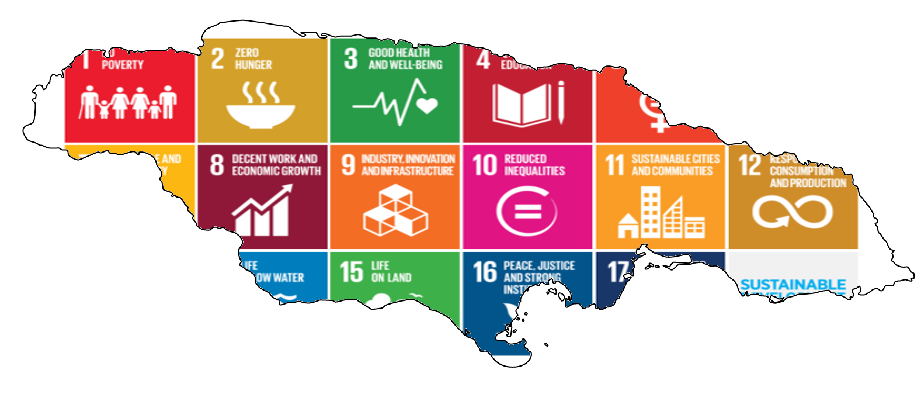 1
POVERTY
2 ZERO
HUNGER
3 GOOD HEALTH
AND WELL-BEING
4
8 DECENT WORK AND
ECONOMIC GROWTH
9 INDUSTRY, INNOVATION
AND INFRASTRUCTURE
10 REDUCED
INEQUALITIES
11 SUSTAINABLE CITIES
AND COMMUNITIES
12
CONSUMPTION
AND PRODUCTION
AND
WATER
15 LIFE
ON LAND
16 PEACE, JUSTICE
AND STRONG
17
SUSTAINABLE